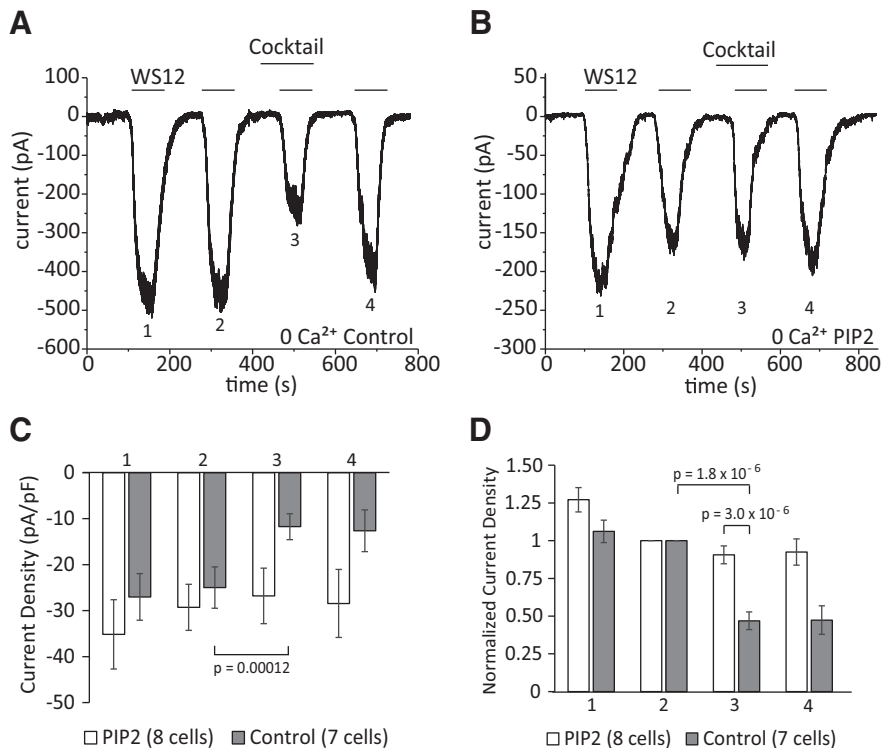 A
Cocktail
WS12
100
0
-100
-200
-300
-400
-500
-600
current (pA)
1
2
3
4
0 Ca²⁺ Control
0
200
400
600
800
time (s)
B
Cocktail
WS12
50
0
-50
-100
-150
-200
-250
-300
current (pA)
1
2
3
4
0 Ca²⁺ PIP2
0
200
400
600
800
time (s)
C
1
2
3
4
0
-10
-20
-30
-40
-50
Current Density (pA/pF)
p = 0.00012
PIP2 (8 cells)
Control (7 cells)
D
1.50
1.25
1
0.75
0.50
0.25
0
Normalized Current Density
p = 1.8 x 10⁻⁶
p = 3.0 x 10⁻⁶
1
2
3
4
PIP2 (8 cells)
Control (7 cells)